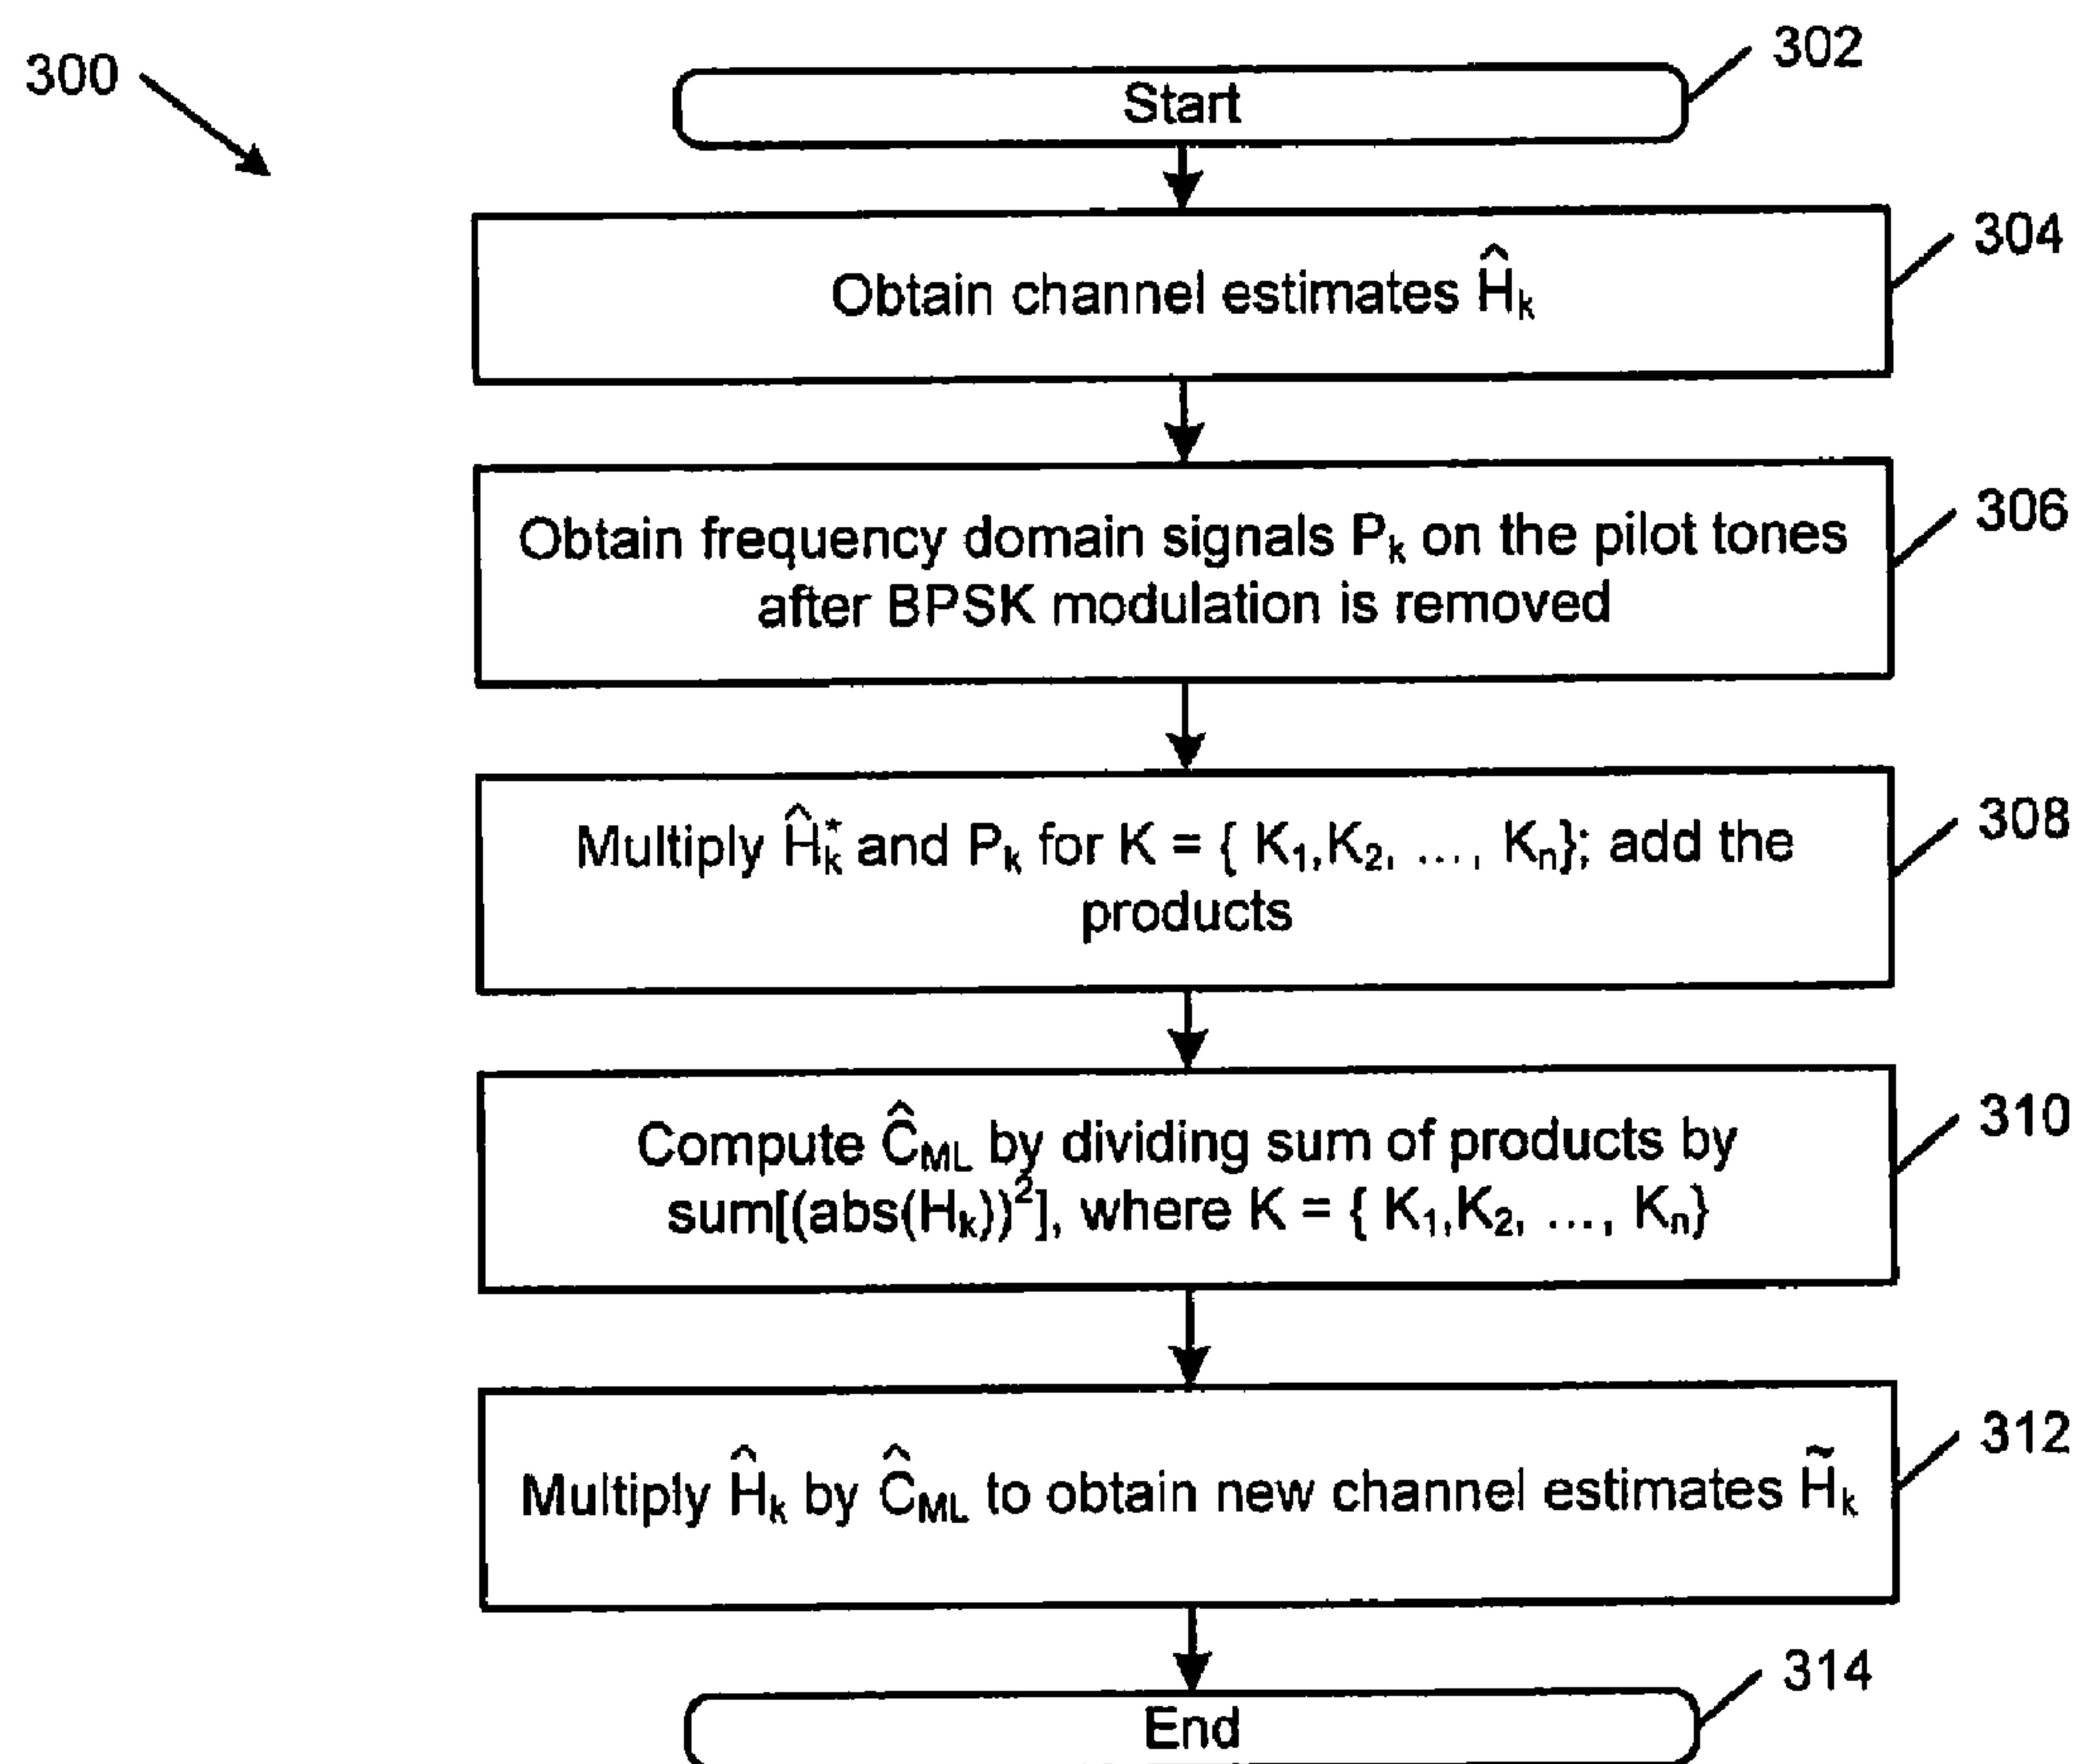 300
302
Start
304
Obtain channel estimates Ĥₖ
306
Obtain frequency domain signals Pₖ on the pilot tones
after BPSK modulation is removed
308
Multiply Ĥₖ* and Pₖ for K = { K₁,K₂, ..., Kₙ}; add the
products
310
Compute Ĉ_ML by dividing sum of products by
sum[(abs(Hₖ))²], where K = { K₁,K₂, ..., Kₙ}
312
Multiply Ĥₖ by Ĉ_ML to obtain new channel estimates H̃ₖ
314
End